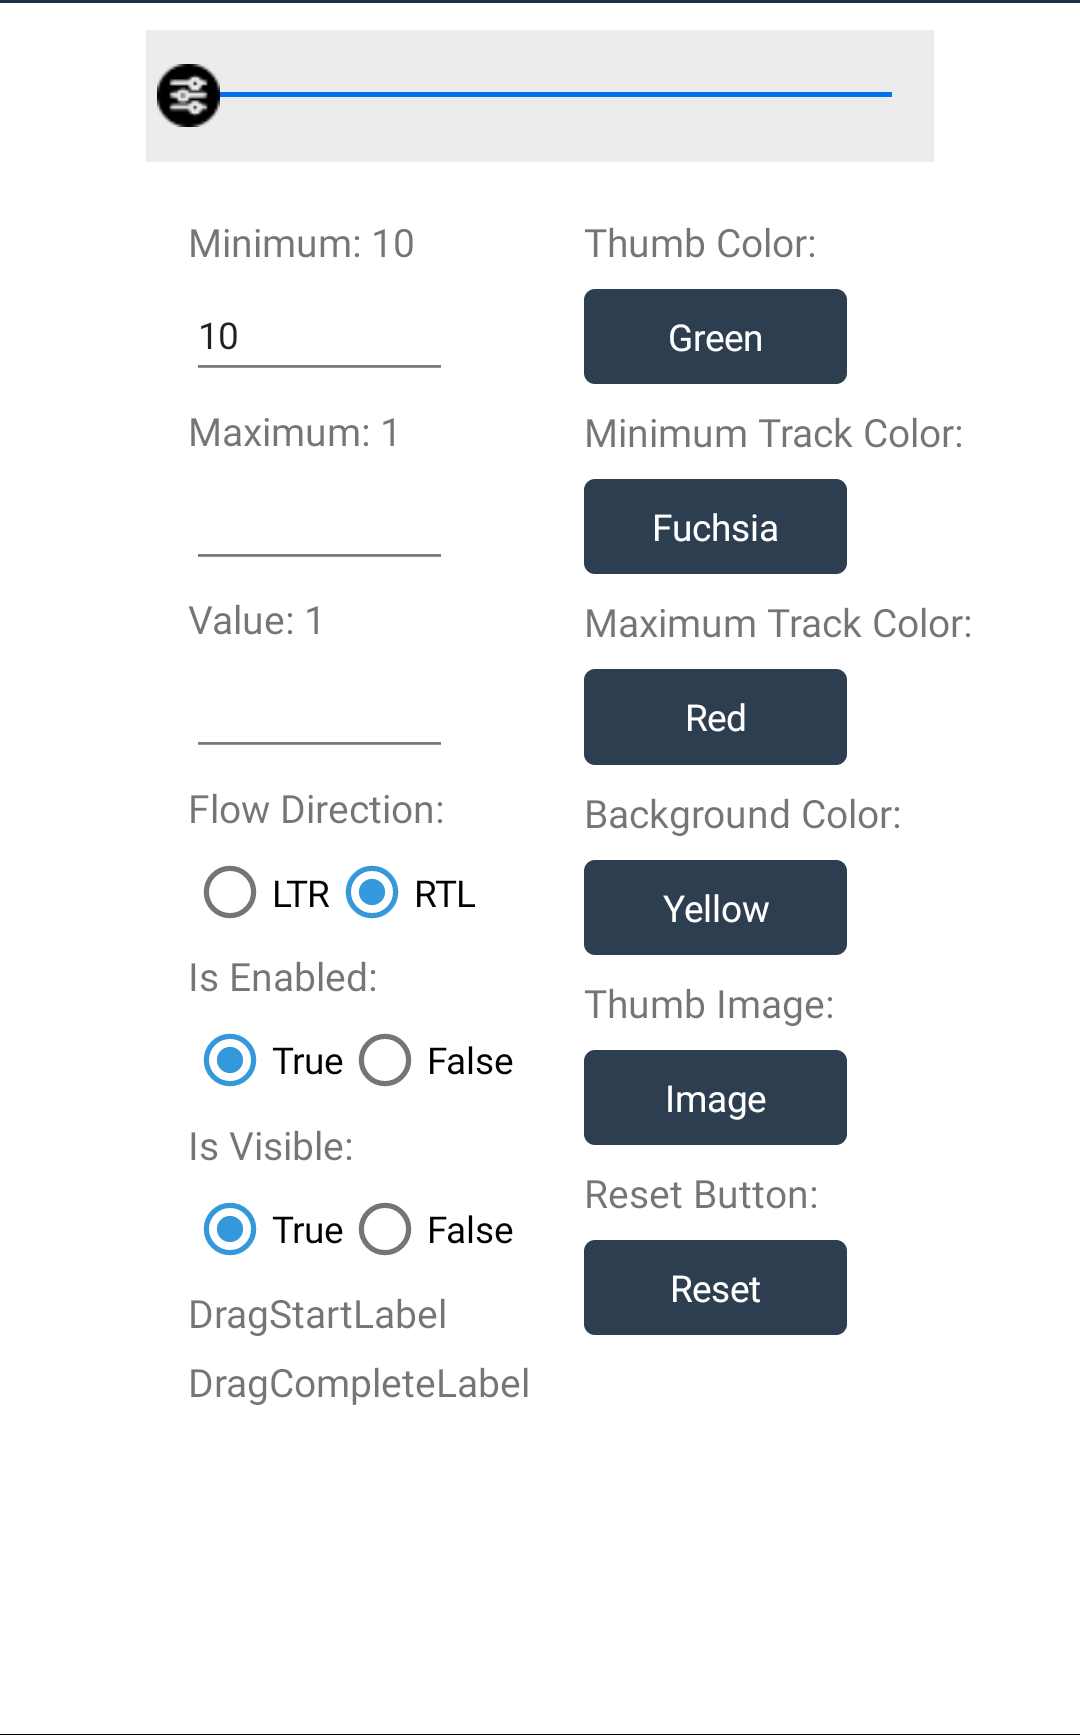 Minimum: 10
10
Maximum: 1
Value: 1
Flow Direction:
LTR RTL
Is Enabled:
True False
Is Visible:
True False
DragStartLabel
DragCompleteLabel
Thumb Color:
Green
Minimum Track Color:
Fuchsia
Maximum Track Color:
Red
Background Color:
Yellow
Thumb Image:
Image
Reset Button:
Reset